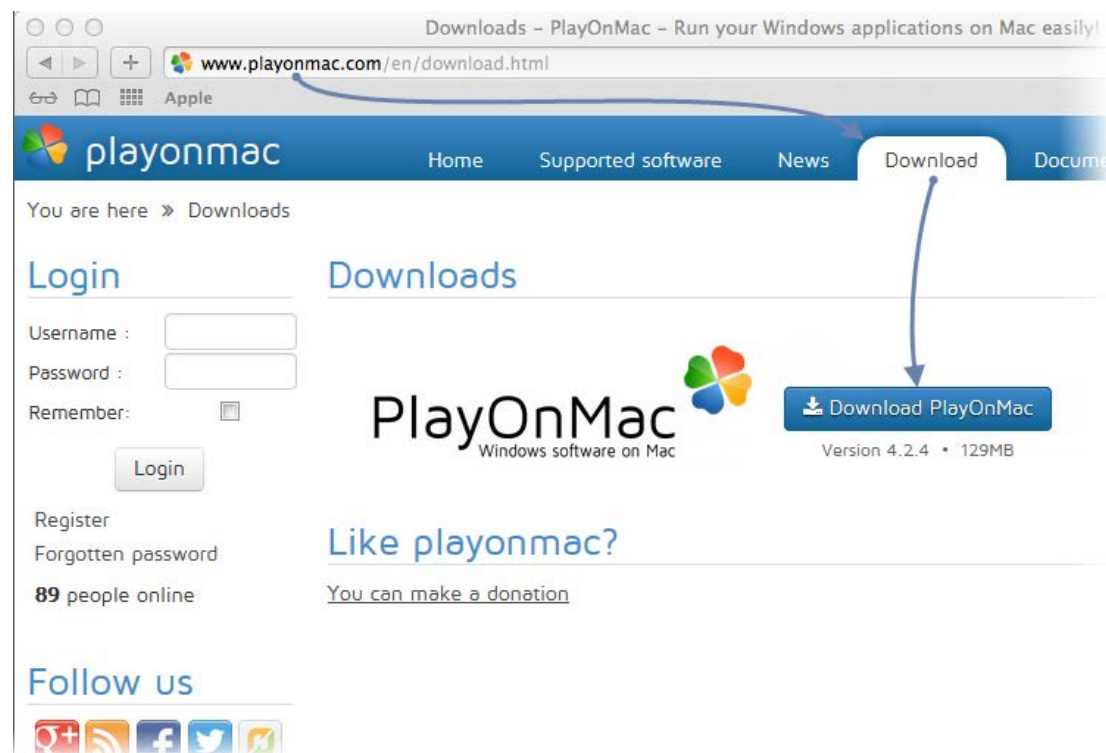 Downloads – PlayOnMac – Run your Windows applications on Mac easily!
www.playonmac.com/en/download.html
Apple
playonmac
Home Supported software News Download Docume
You are here » Downloads
Login
Username :
Password :
Remember:
Login
Register
Forgotten password
89 people online
Follow us
g+
f
Downloads
PlayOnMac
Windows software on Mac
Download PlayOnMac
Version 4.2.4 • 129MB
Like playonmac?
You can make a donation